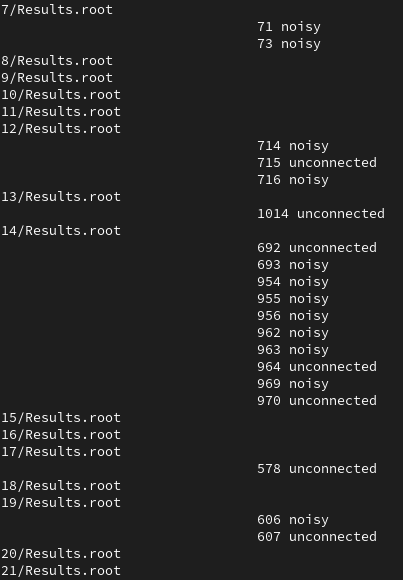 7/Results.root
71 noisy
73 noisy
8/Results.root
9/Results.root
10/Results.root
11/Results.root
12/Results.root
714 noisy
715 unconnected
716 noisy
13/Results.root
1014 unconnected
14/Results.root
692 unconnected
693 noisy
954 noisy
955 noisy
956 noisy
962 noisy
963 noisy
964 unconnected
969 noisy
970 unconnected
15/Results.root
16/Results.root
17/Results.root
578 unconnected
18/Results.root
19/Results.root
606 noisy
607 unconnected
20/Results.root
21/Results.root